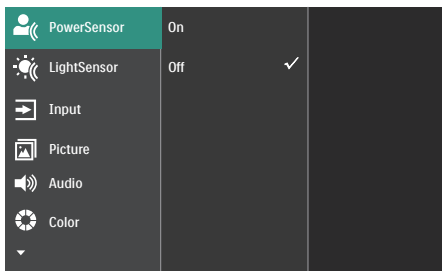 PowerSensor
On
LightSensor
Off
Input
Picture
Audio
Color